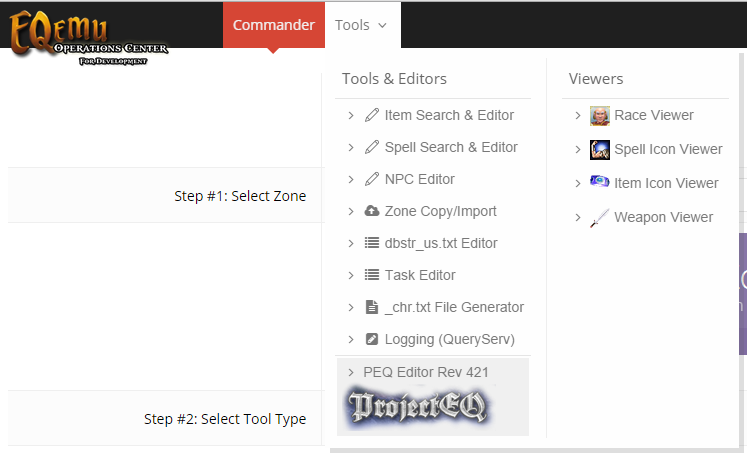 EQEMU
Operations Center
For Development
Commander
Tools
Tools & Editors
Item Search & Editor
Spell Search & Editor
NPC Editor
Zone Copy/Import
dbstr_us.txt Editor
Task Editor
_chr.txt File Generator
Logging (QueryServ)
PEQ Editor Rev 421
ProjectEQ
Viewers
Race Viewer
Spell Icon Viewer
Item Icon Viewer
Weapon Viewer
Step #1: Select Zone
Step #2: Select Tool Type